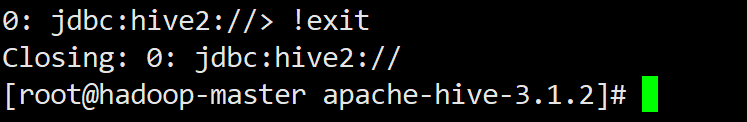 0: jdbc:hive2://> !exit
Closing: 0: jdbc:hive2://
[root@hadoop-master apache-hive-3.1.2]#